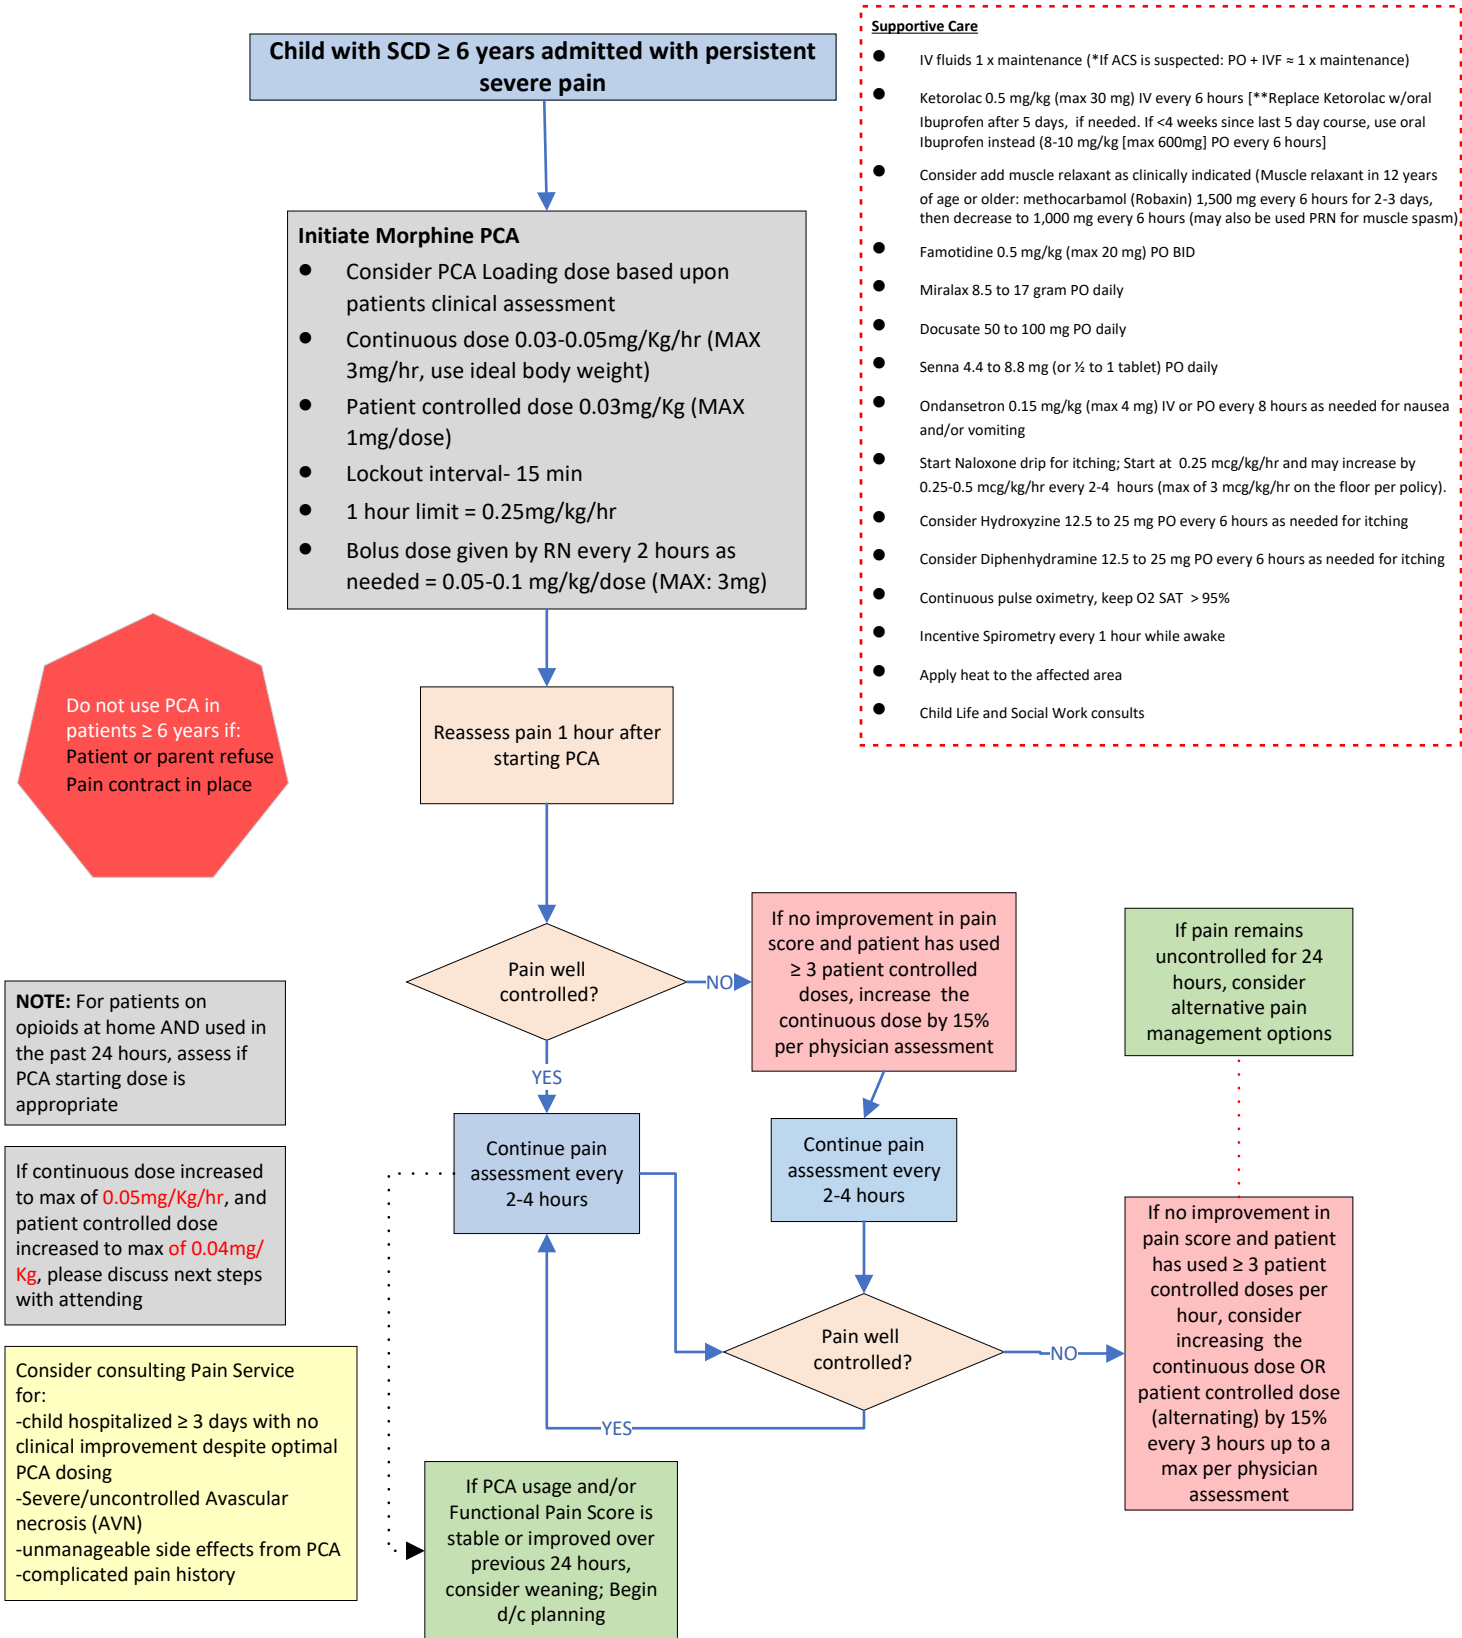 Child with SCD ≥ 6 years admitted with persistent
severe pain
Supportive Care
● IV fluids 1 x maintenance (*If ACS is suspected: PO + IVF ≈ 1 x maintenance)
● Ketorolac 0.5 mg/kg (max 30 mg) IV every 6 hours [**Replace Ketorolac w/oral
Ibuprofen after 5 days, if needed. If <4 weeks since last 5 day course, use oral
Ibuprofen instead (8-10 mg/kg [max 600mg] PO every 6 hours]
● Consider add muscle relaxant as clinically indicated (Muscle relaxant in 12 years
of age or older: methocarbamol (Robaxin) 1,500 mg every 6 hours for 2-3 days,
then decrease to 1,000 mg every 6 hours (may also be used PRN for muscle spasm)
● Famotidine 0.5 mg/kg (max 20 mg) PO BID
● Miralax 8.5 to 17 gram PO daily
● Docusate 50 to 100 mg PO daily
● Senna 4.4 to 8.8 mg (or ½ to 1 tablet) PO daily
● Ondansetron 0.15 mg/kg (max 4 mg) IV or PO every 8 hours as needed for nausea
and/or vomiting
● Start Naloxone drip for itching; Start at 0.25 mcg/kg/hr and may increase by
0.25-0.5 mcg/kg/hr every 2-4 hours (max of 3 mcg/kg/hr on the floor per policy).
● Consider Hydroxyzine 12.5 to 25 mg PO every 6 hours as needed for itching
● Consider Diphenhydramine 12.5 to 25 mg PO every 6 hours as needed for itching
● Continuous pulse oximetry, keep O2 SAT > 95%
● Incentive Spirometry every 1 hour while awake
● Apply heat to the affected area
● Child Life and Social Work consults
Initiate Morphine PCA
● Consider PCA Loading dose based upon
patients clinical assessment
● Continuous dose 0.03-0.05mg/Kg/hr (MAX
3mg/hr, use ideal body weight)
● Patient controlled dose 0.03mg/Kg (MAX
1mg/dose)
● Lockout interval- 15 min
● 1 hour limit = 0.25mg/kg/hr
● Bolus dose given by RN every 2 hours as
needed = 0.05-0.1 mg/kg/dose (MAX: 3mg)
Do not use PCA in
patients ≥ 6 years if:
Patient or parent refuse
Pain contract in place
Reassess pain 1 hour after
starting PCA
Pain well
controlled?
NO
If no improvement in pain
score and patient has used
≥ 3 patient controlled
doses, increase the
continuous dose by 15%
per physician assessment
If pain remains
uncontrolled for 24
hours, consider
alternative pain
management options
NOTE: For patients on
opioids at home AND used in
the past 24 hours, assess if
PCA starting dose is
appropriate
YES
Continue pain
assessment every
2-4 hours
Continue pain
assessment every
2-4 hours
If continuous dose increased
to max of 0.05mg/Kg/hr, and
patient controlled dose
increased to max of 0.04mg/
Kg, please discuss next steps
with attending
Pain well
controlled?
NO
YES
If no improvement in
pain score and patient
has used ≥ 3 patient
controlled doses per
hour, consider
increasing the
continuous dose OR
patient controlled dose
(alternating) by 15%
every 3 hours up to a
max per physician
assessment
Consider consulting Pain Service
for:
-child hospitalized ≥ 3 days with no
clinical improvement despite optimal
PCA dosing
-Severe/uncontrolled Avascular
necrosis (AVN)
-unmanageable side effects from PCA
-complicated pain history
If PCA usage and/or
Functional Pain Score is
stable or improved over
previous 24 hours,
consider weaning; Begin
d/c planning